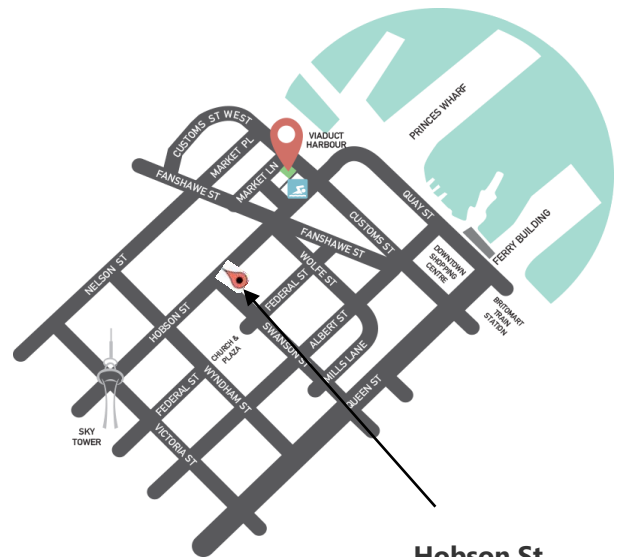 CUSTOMS ST WEST
MARKET PL
VIADUCT
HARBOUR
PRINCES WHARF
MARKET LN
FANSHAWE ST
QUAY ST
CUSTOMS ST
FANSHAWE ST
FERRY BUILDING
DOWNTOWN
SHOPPING
CENTRE
WOLFE ST
NELSON ST
FEDERAL ST
BRITOMART
TRAIN
STATION
HOBSON ST
ALBERT ST
SWANSON ST
CHURCH &
PLAZA
MILLS LANE
FEDERAL ST
WYNDHAM ST
QUEEN ST
SKY
TOWER
VICTORIA ST
Hobson St